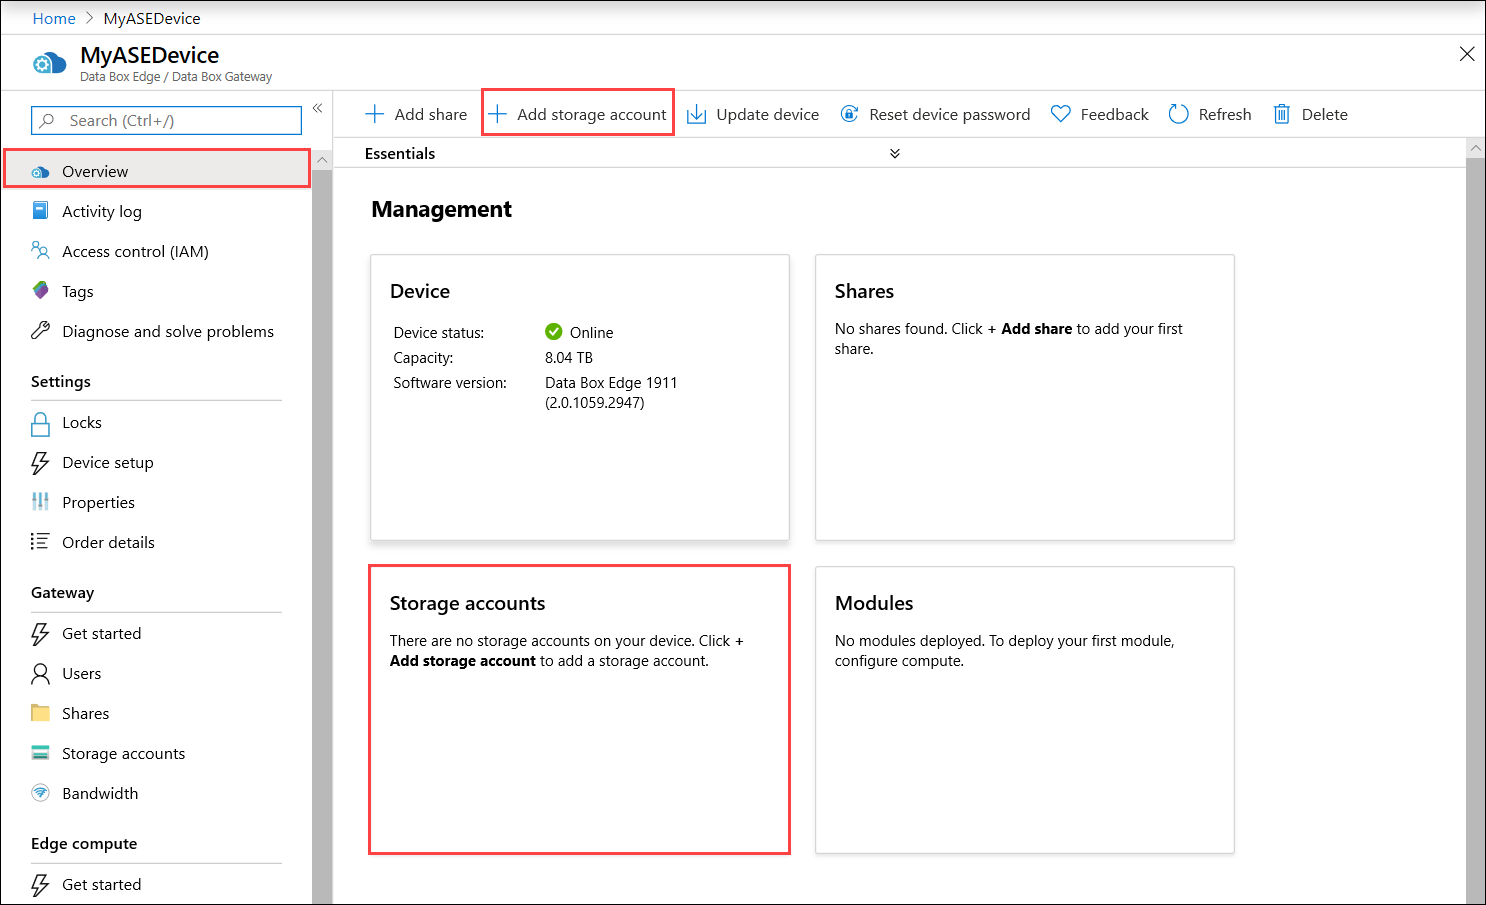 Home > MyASEDevice
MyASEDevice
Data Box Edge / Data Box Gateway
Search (Ctrl+/)
«
Overview
Activity log
Access control (IAM)
Tags
Diagnose and solve problems
Settings
Locks
Device setup
Properties
Order details
Gateway
Get started
Users
Shares
Storage accounts
Bandwidth
Edge compute
Get started
Add share
Add storage account
Update device
Reset device password
Feedback
Refresh
Delete
Essentials
Management
Device
Device status: Online
Capacity: 8.04 TB
Software version: Data Box Edge 1911
(2.0.1059.2947)
Shares
No shares found. Click + Add share to add your first
share.
Storage accounts
There are no storage accounts on your device. Click +
Add storage account to add a storage account.
Modules
No modules deployed. To deploy your first module,
configure compute.